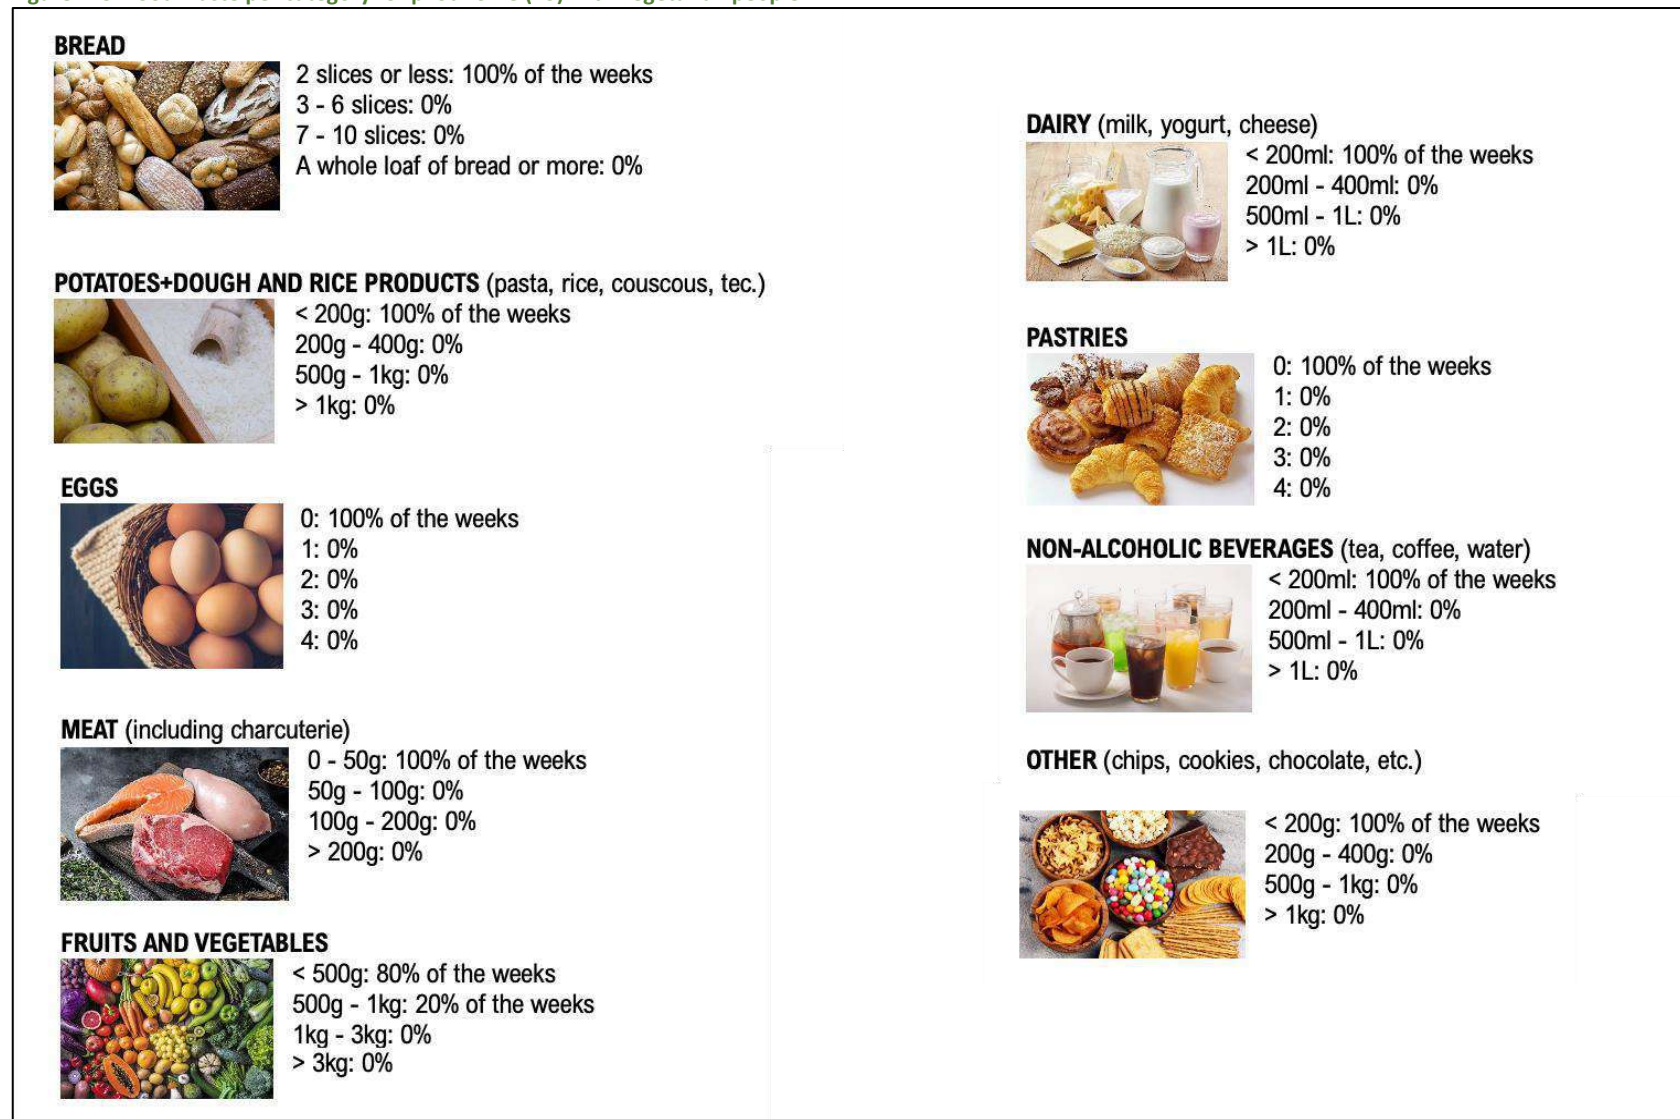 BREAD
2 slices or less: 100% of the weeks
3 - 6 slices: 0%
7 - 10 slices: 0%
A whole loaf of bread or more: 0%
POTATOES+DOUGH AND RICE PRODUCTS (pasta, rice, couscous, tec.)
< 200g: 100% of the weeks
200g - 400g: 0%
500g - 1kg: 0%
> 1kg: 0%
EGGS
0: 100% of the weeks
1: 0%
2: 0%
3: 0%
4: 0%
MEAT (including charcuterie)
0 - 50g: 100% of the weeks
50g - 100g: 0%
100g - 200g: 0%
> 200g: 0%
FRUITS AND VEGETABLES
< 500g: 80% of the weeks
500g - 1kg: 20% of the weeks
1kg - 3kg: 0%
> 3kg: 0%
DAIRY (milk, yogurt, cheese)
< 200ml: 100% of the weeks
200ml - 400ml: 0%
500ml - 1L: 0%
> 1L: 0%
PASTRIES
0: 100% of the weeks
1: 0%
2: 0%
3: 0%
4: 0%
NON-ALCOHOLIC BEVERAGES (tea, coffee, water)
< 200ml: 100% of the weeks
200ml - 400ml: 0%
500ml - 1L: 0%
> 1L: 0%
OTHER (chips, cookies, chocolate, etc.)
< 200g: 100% of the weeks
200g - 400g: 0%
500g - 1kg: 0%
> 1kg: 0%